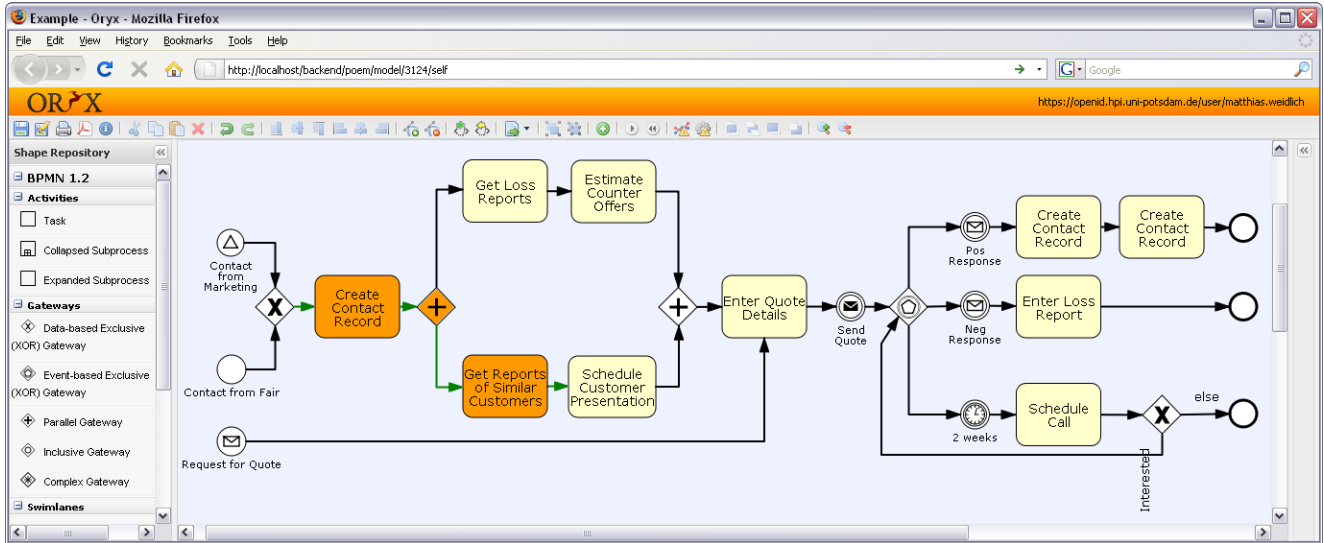 Example - Oryx - Mozilla Firefox
File Edit View History Bookmarks Tools Help
http://localhost/backend/poem/model/3124/self
G Google
ORYX
https://openid.hpi.uni-potsdam.de/user/matthias.weidlich
Shape Repository
BPMN 1.2
Activities
Task
Collapsed Subprocess
Expanded Subprocess
Gateways
Data-based Exclusive
(XOR) Gateway
Event-based Exclusive
(XOR) Gateway
Parallel Gateway
Inclusive Gateway
Complex Gateway
Swimlanes
Contact
from
Marketing
Contact from Fair
Request for Quote
X
Create
Contact
Record
Get Loss
Reports
Estimate
Counter
Offers
Get Reports
of Similar
Customers
Schedule
Customer
Presentation
Enter Quote
Details
Send
Quote
Pos
Response
Create
Contact
Record
Create
Contact
Record
Neg
Response
Enter Loss
Report
2 weeks
Schedule
Call
X
else
Interested